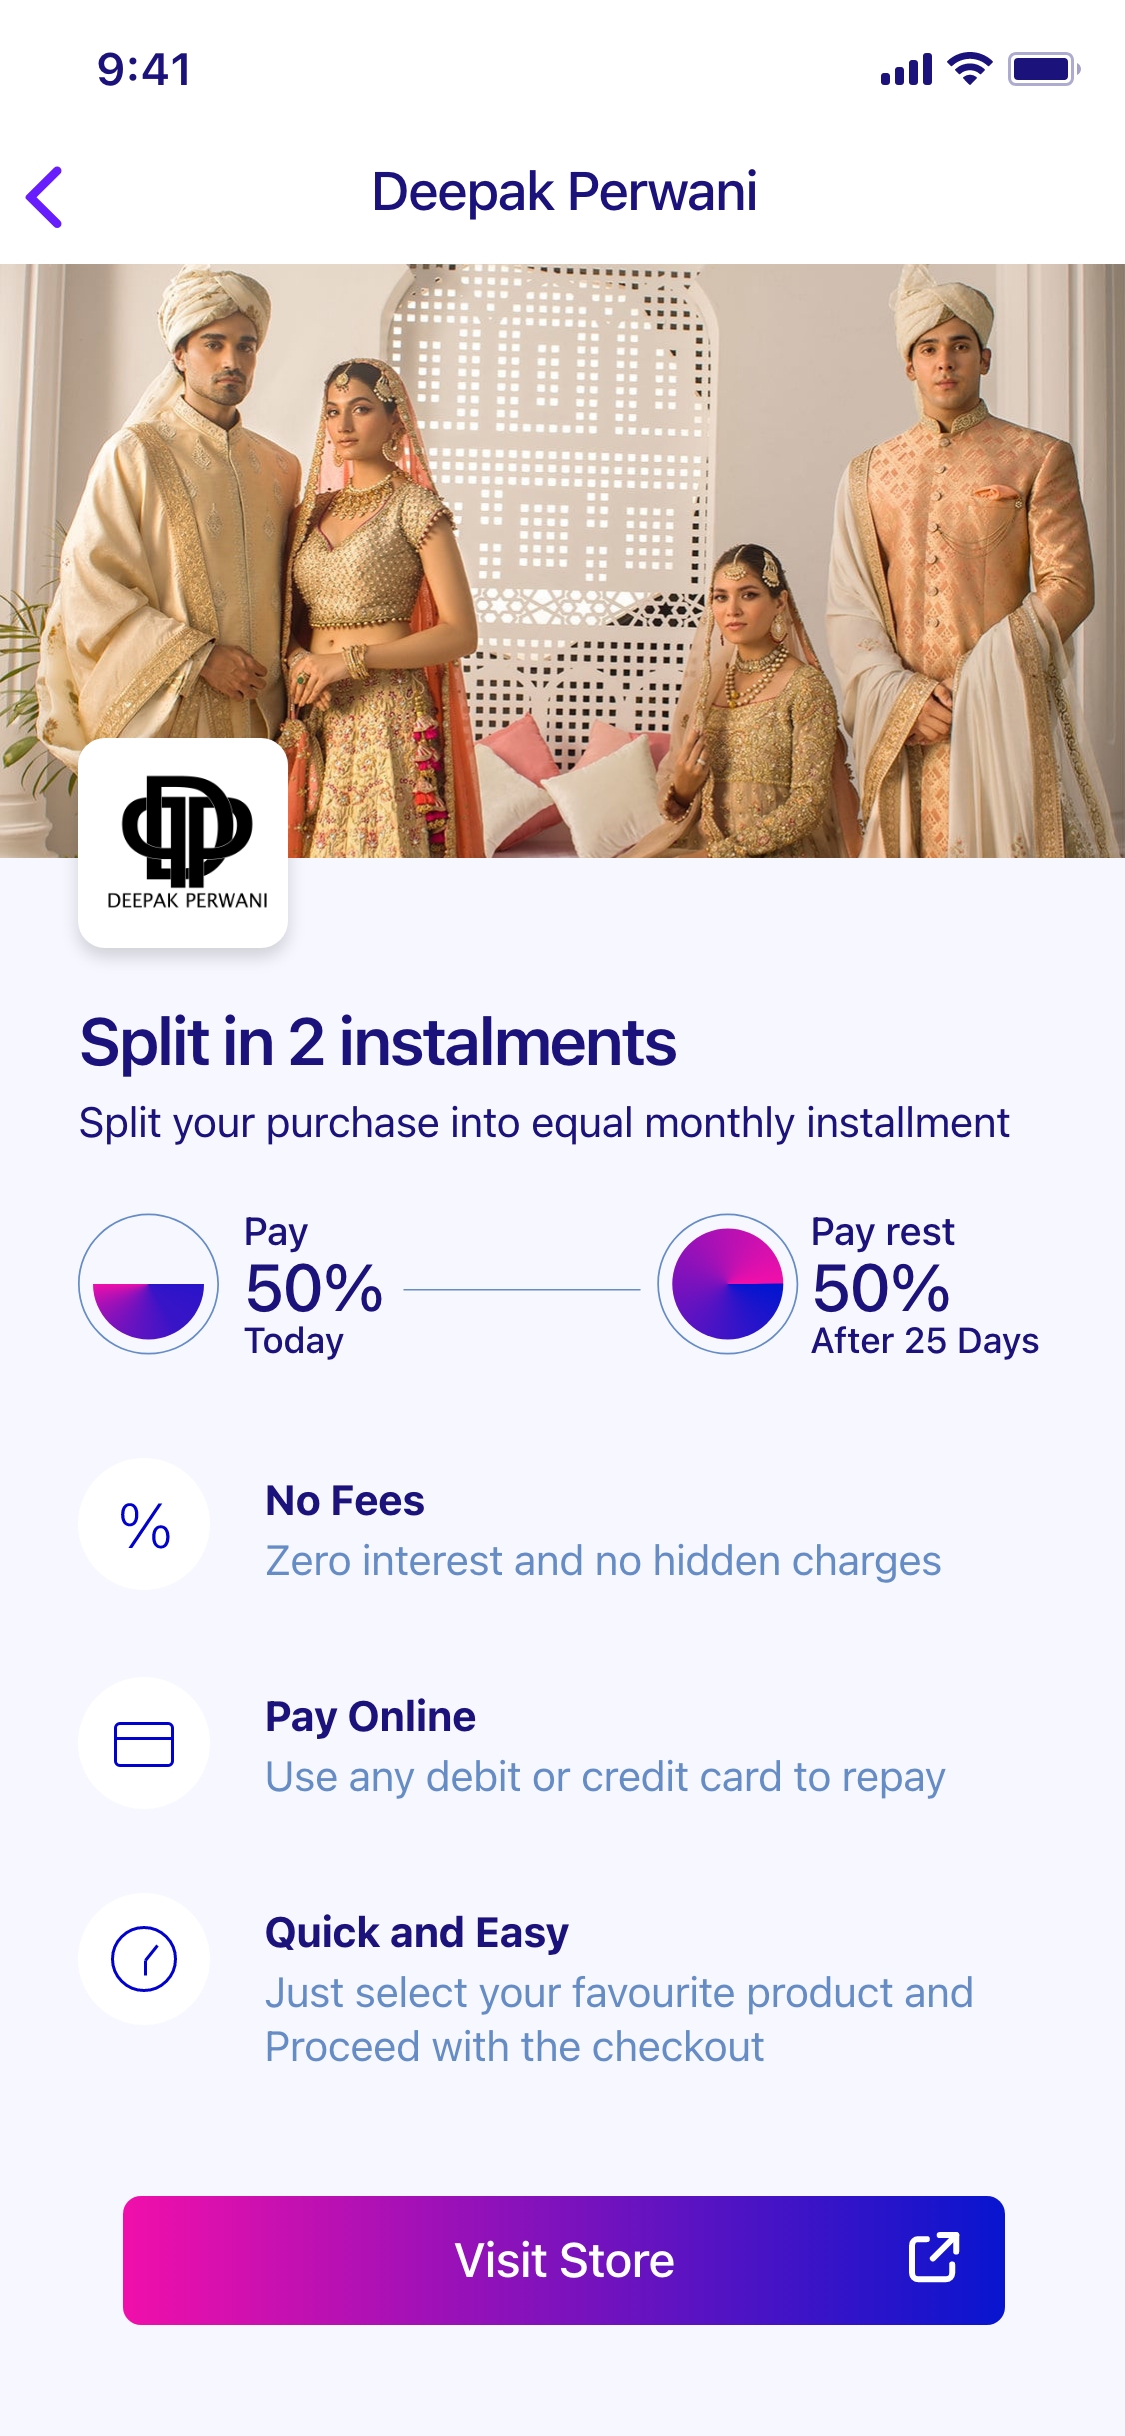 9:41
Deepak Perwani
DEEPAK PERWANI
Split in 2 instalments
Split your purchase into equal monthly installment
Pay
50%
Today
Pay rest
50%
After 25 Days
%
No Fees
Zero interest and no hidden charges
Pay Online
Use any debit or credit card to repay
Quick and Easy
Just select your favourite product and
Proceed with the checkout
Visit Store